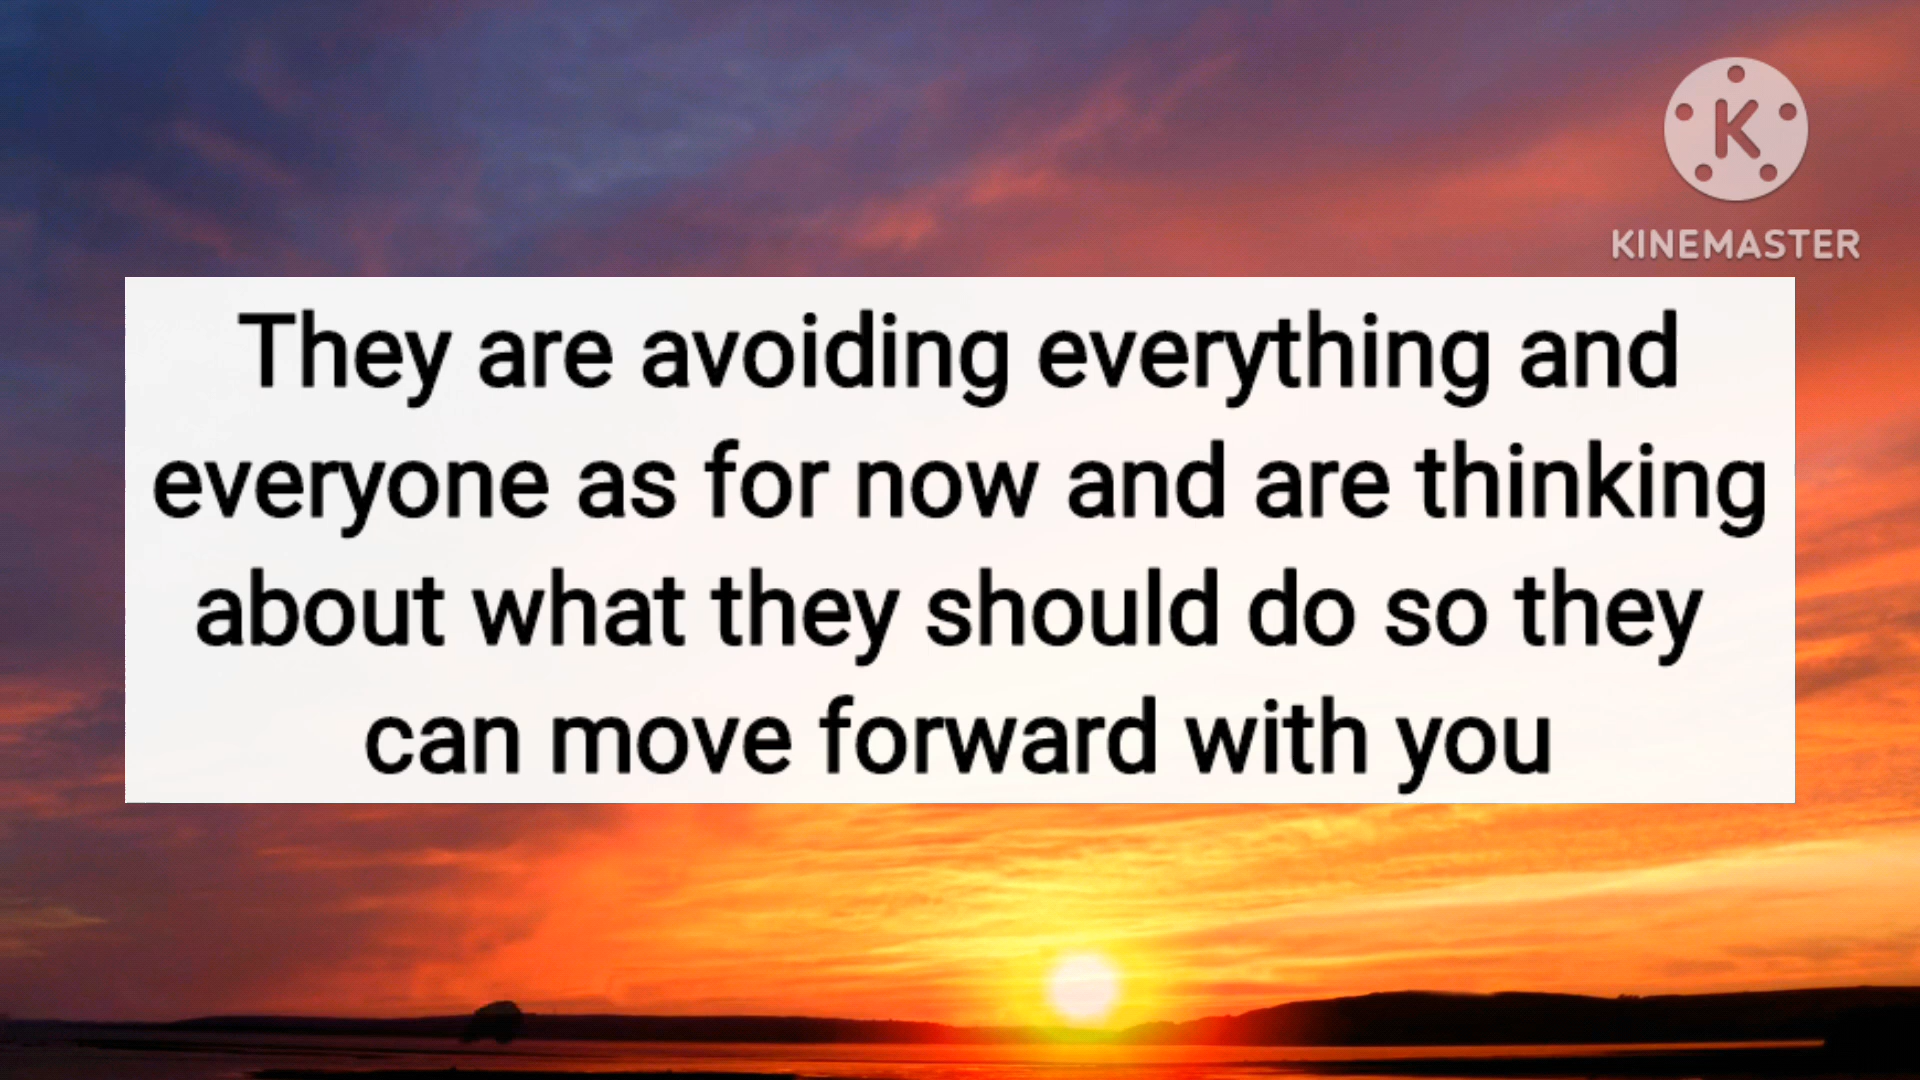 K
KINEMASTER
They are avoiding everything and
everyone as for now and are thinking
about what they should do so they
can move forward with you